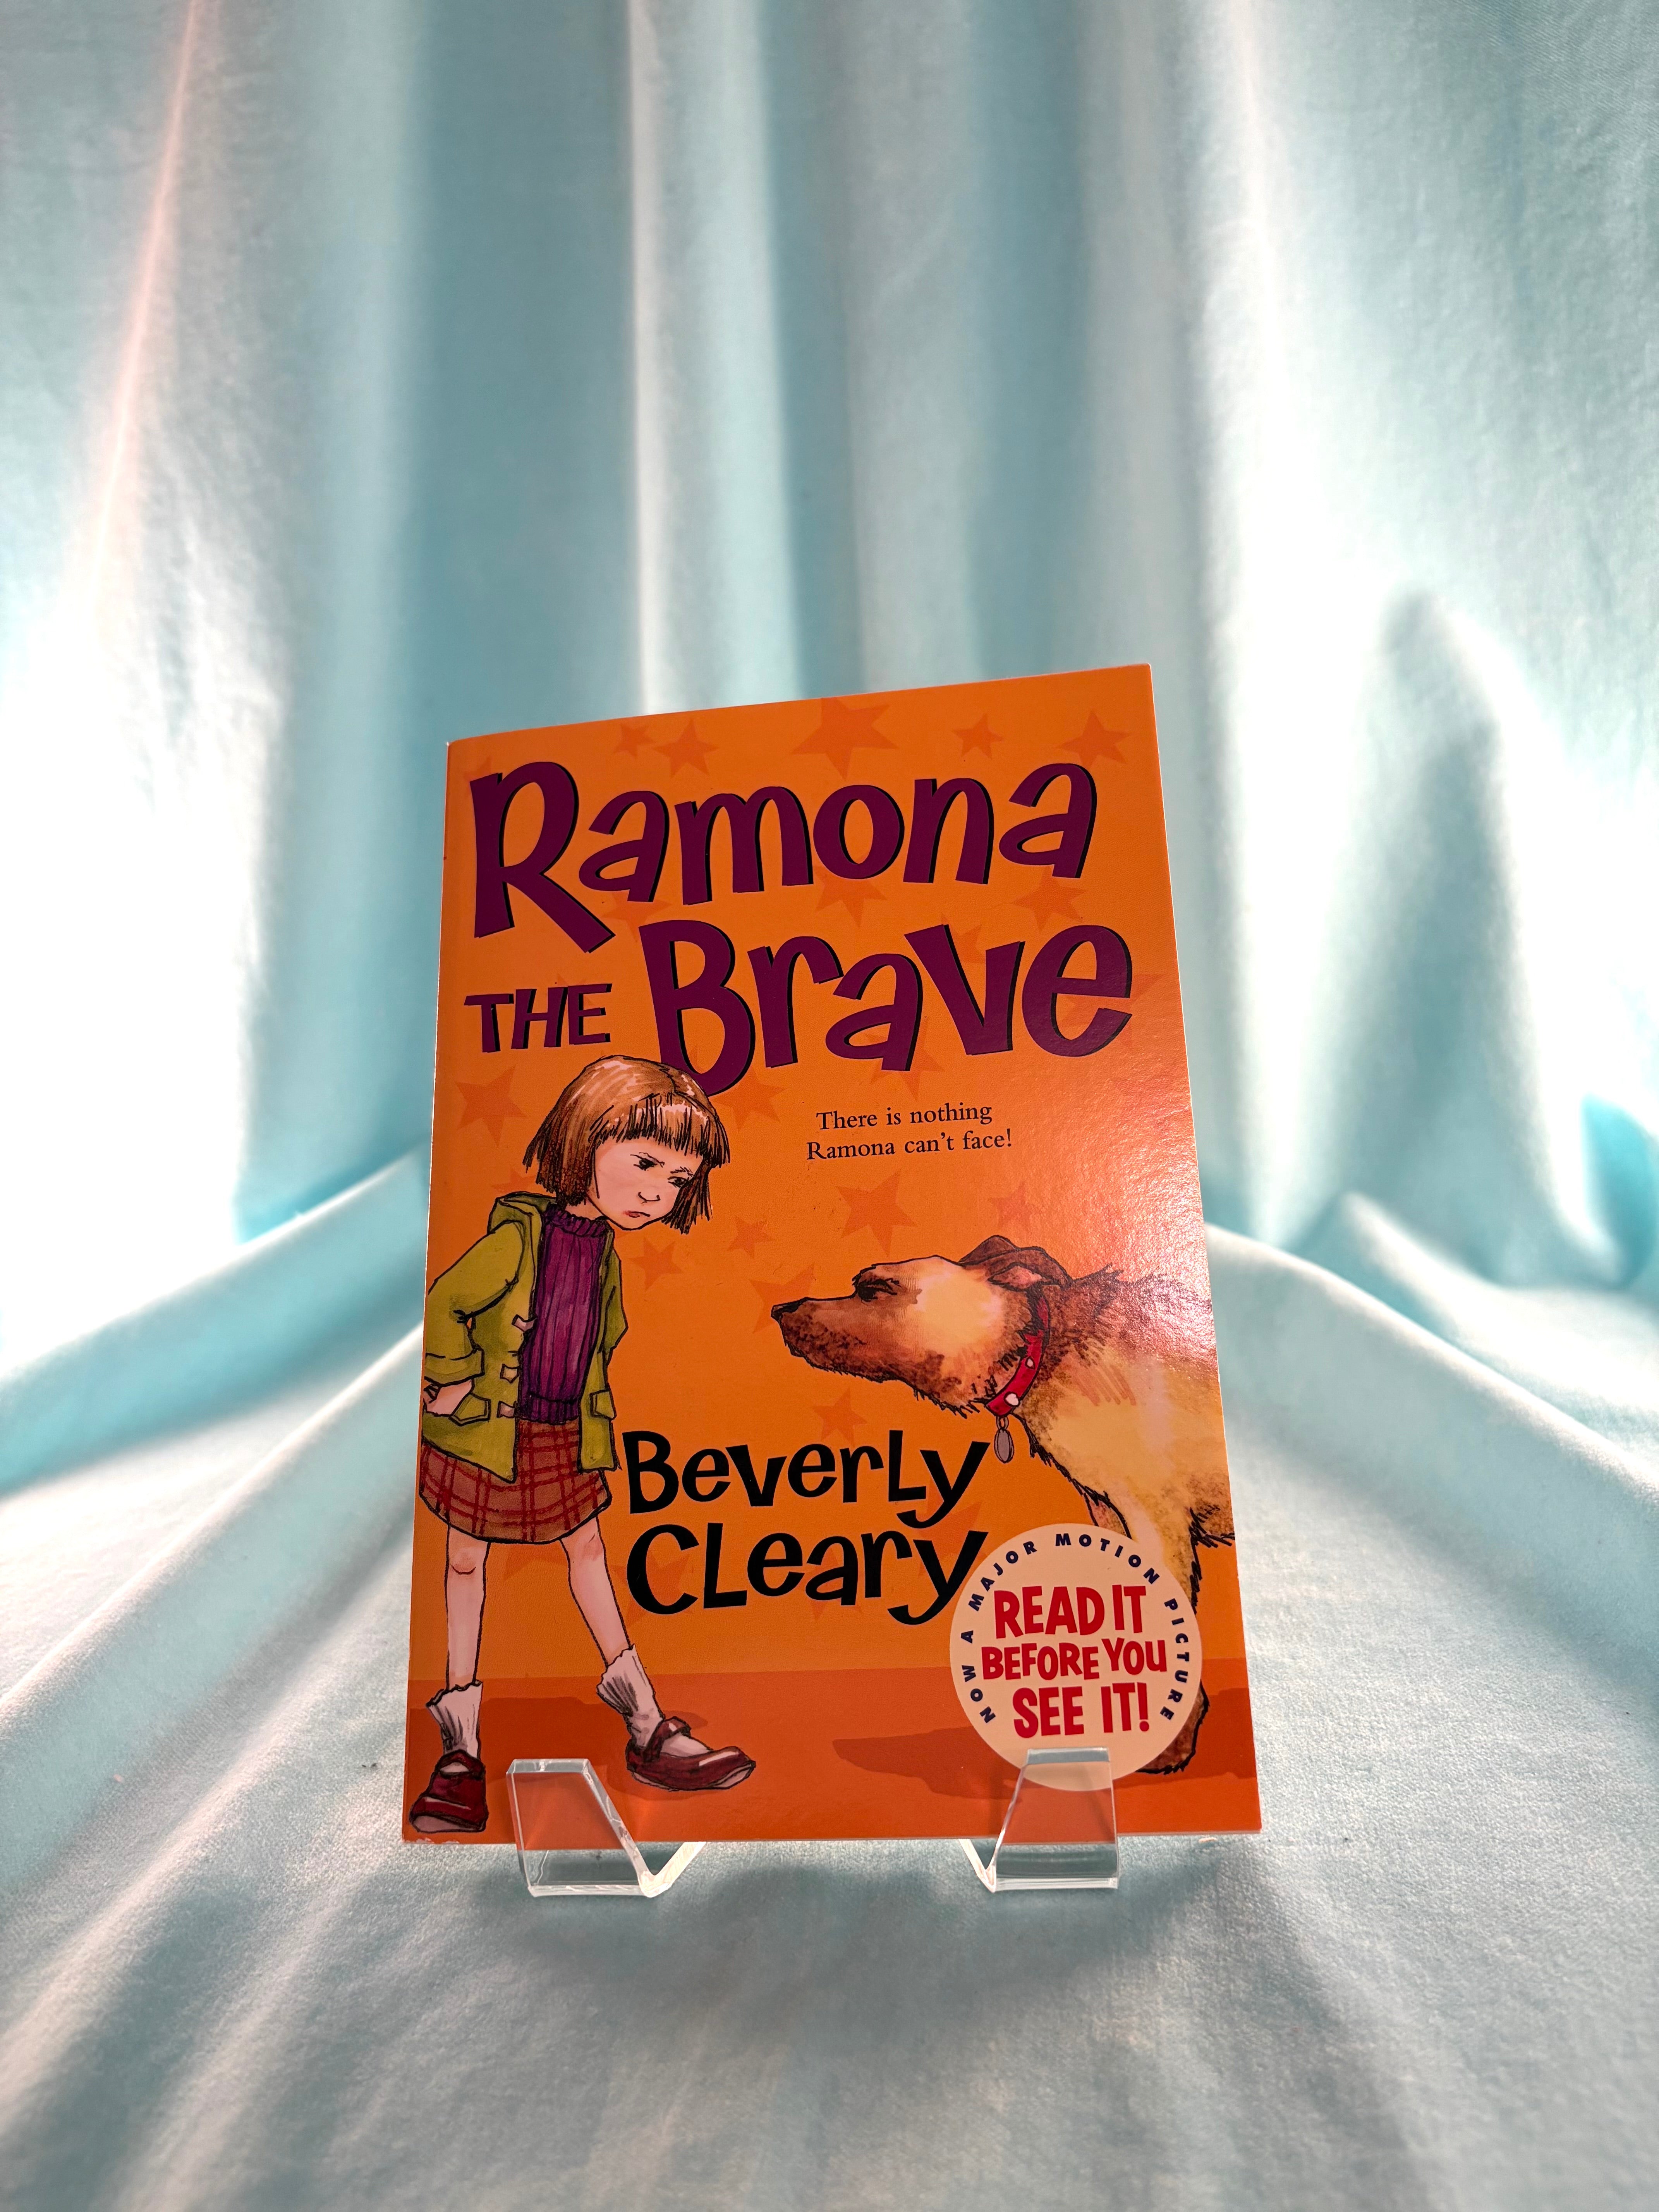 Ramona
THE Brave
There is nothing
Ramona can't face!
Beverly
Cleary
NOW A MAJOR MOTION PICTURE
READ IT
BEFORE YOU
SEE IT!